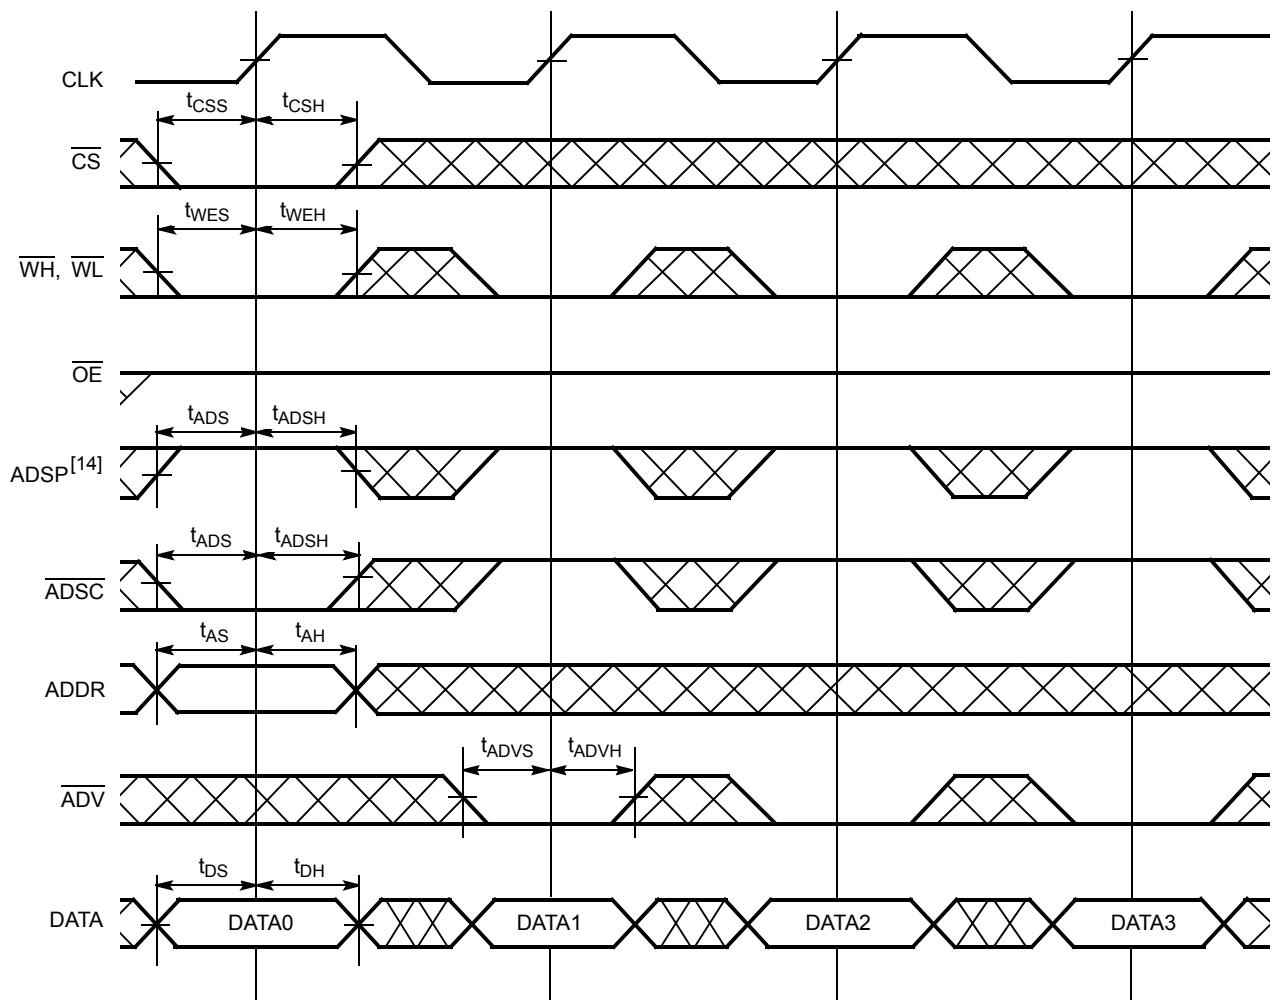 CLK
tCSS tCSH
CS
tWES tWEH
WH, WL
OE
tADS tADSH
ADSP[14]
tADS tADSH
ADSC
tAS tAH
ADDR
tADVS tADVH
ADV
tDS tDH
DATA DATA0 DATA1 DATA2 DATA3